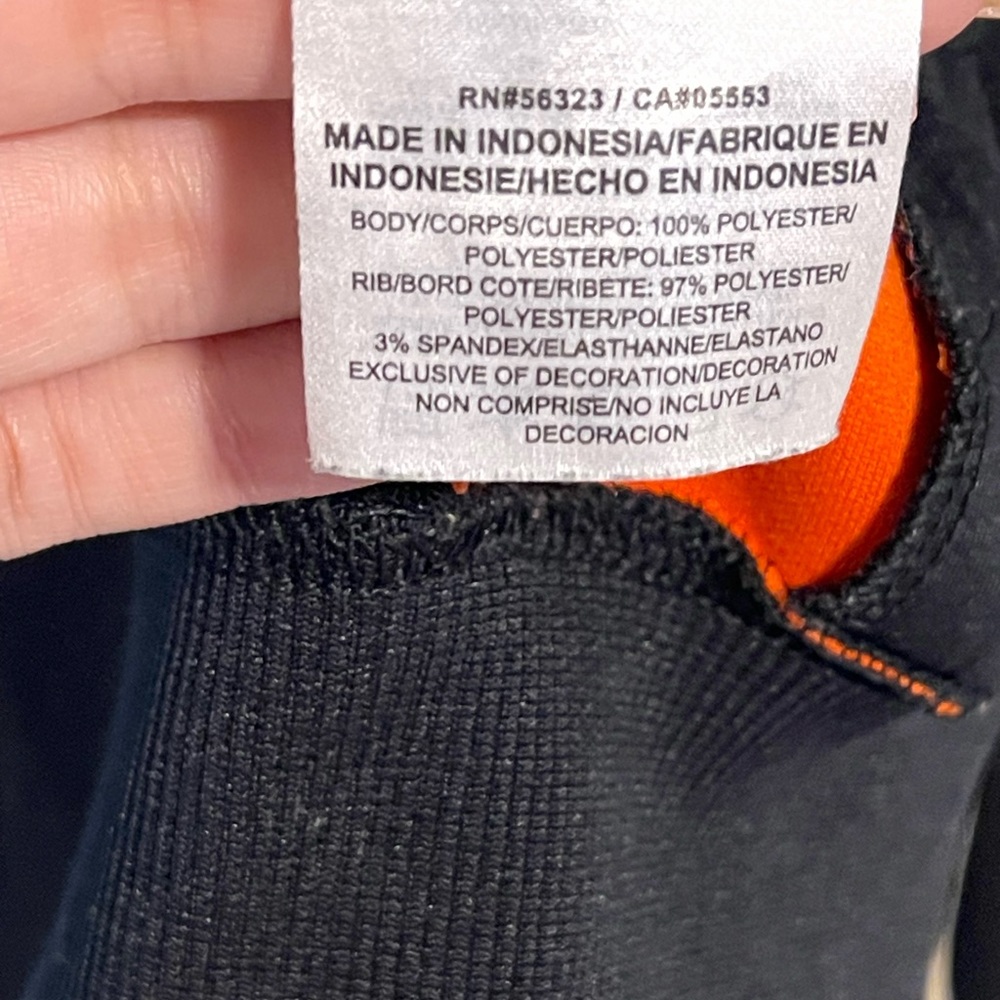 RN#56323 / CA#05553
MADE IN INDONESIA/FABRIQUE EN
INDONESIE/HECHO EN INDONESIA
BODY/CORPS/CUERPO: 100% POLYESTER/
POLYESTER/POLIESTER
RIB/BORD COTE/RIBETE: 97% POLYESTER/
POLYESTER/POLIESTER
3% SPANDEX/ELASTHANNE/ELASTANO
EXCLUSIVE OF DECORATION/DECORATION
NON COMPRISE/NO INCLUYE LA
DECORACION